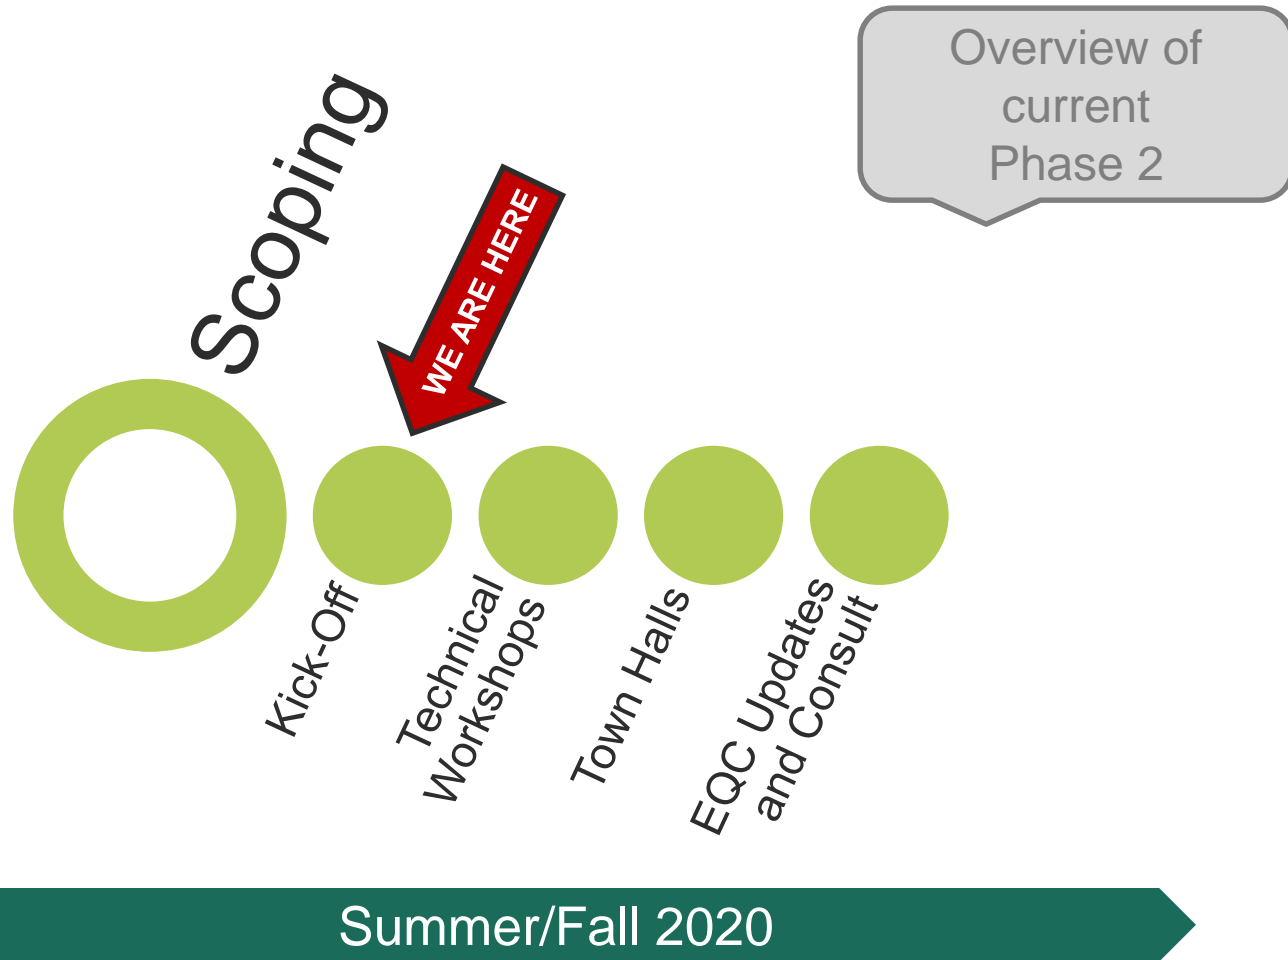 Overview of
current
Phase 2
Scoping
WE ARE HERE
Kick-Off
Technical
Workshops
Town Halls
EQC Updates
and Consult
Summer/Fall 2020